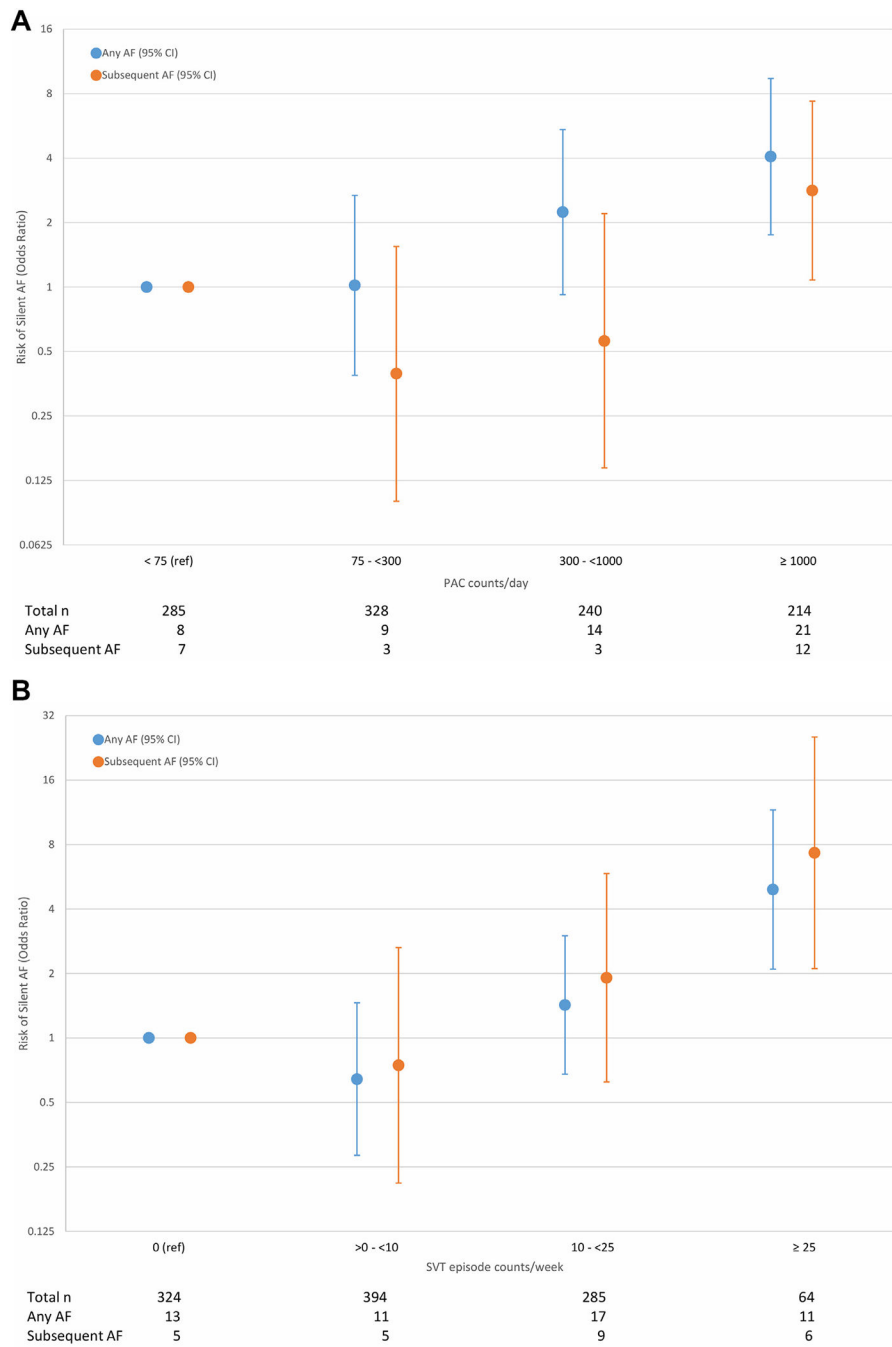 A
16
Any AF (95% CI)
Subsequent AF (95% CI)
8
4
2
1
0.5
0.25
0.125
0.0625
Risk of Silent AF (Odds Ratio)
< 75 (ref) 75 - <300 300 - <1000 ≥ 1000
PAC counts/day
Total n 285 328 240 214
Any AF 8 9 14 21
Subsequent AF 7 3 3 12
B
32
Any AF (95% CI)
Subsequent AF (95% CI)
16
8
4
2
1
0.5
0.25
0.125
Risk of Silent AF (Odds Ratio)
0 (ref) >0 - <10 10 - <25 ≥ 25
SVT episode counts/week
Total n 324 394 285 64
Any AF 13 11 17 11
Subsequent AF 5 5 9 6